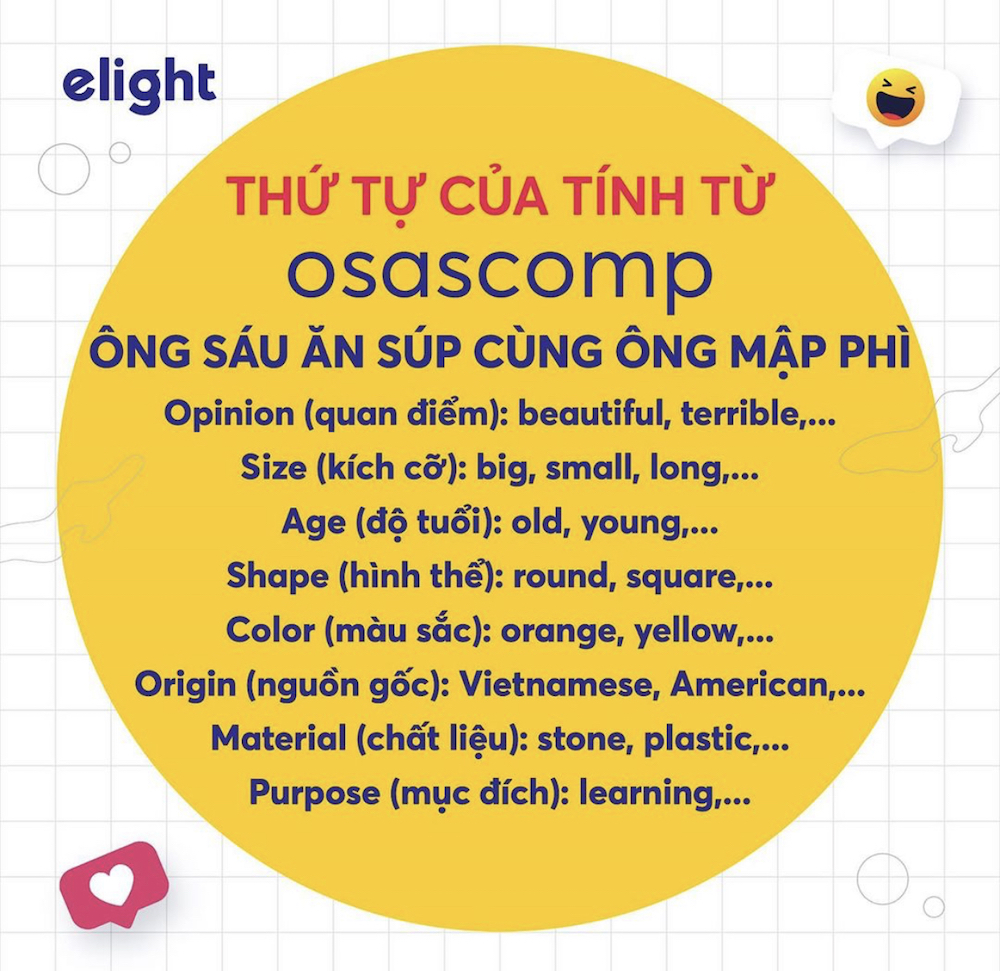 elight
THỨ TỰ CỦA TÍNH TỪ
osascomp
ÔNG SÁU ĂN SÚP CÙNG ÔNG MẬP PHÌ
Opinion (quan điểm): beautiful, terrible,...
Size (kích cỡ): big, small, long,...
Age (độ tuổi): old, young,...
Shape (hình thể): round, square,...
Color (màu sắc): orange, yellow,...
Origin (nguồn gốc): Vietnamese, American,...
Material (chất liệu): stone, plastic,...
Purpose (mục đích): learning,...